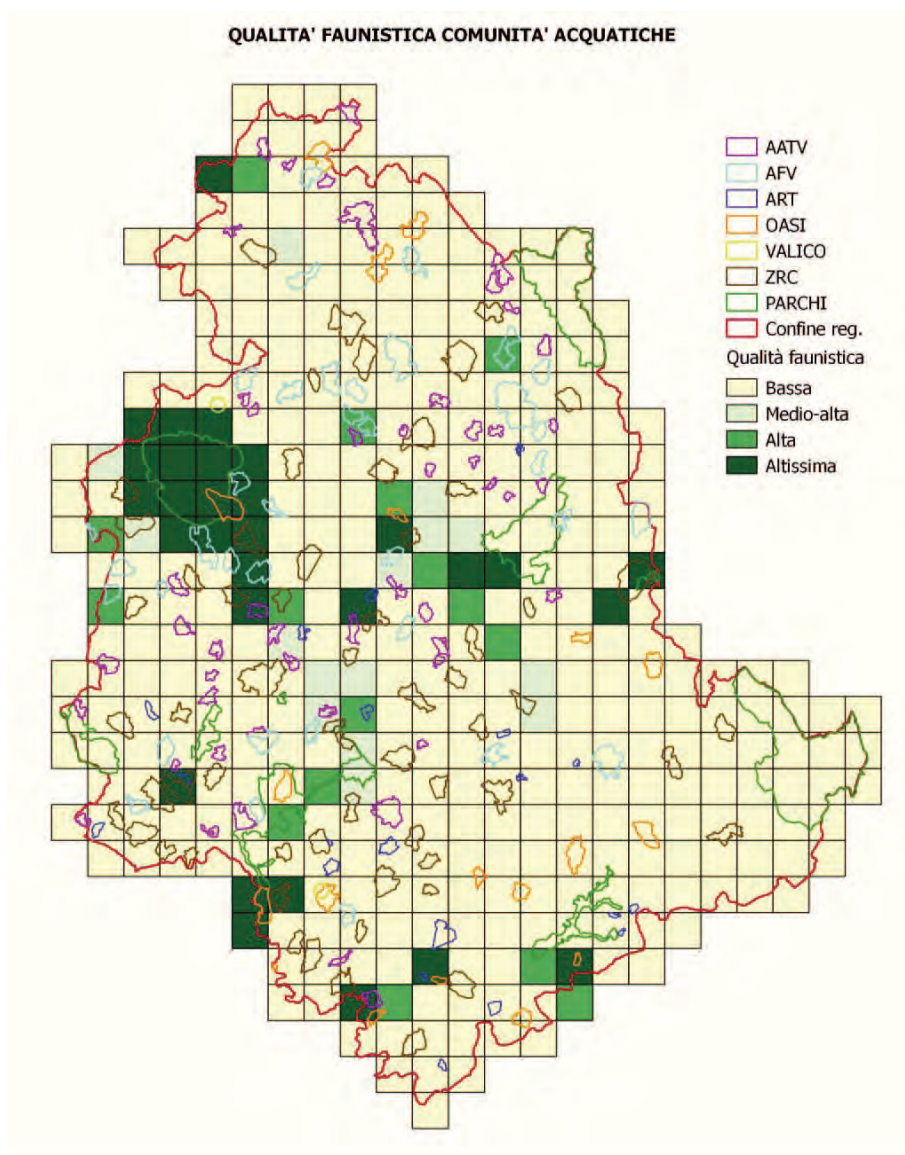 QUALITA' FAUNISTICA COMUNITA' ACQUATICHE
AATV
AFV
ART
OASI
VALICO
ZRC
PARCHI
Confine reg.
Qualità faunistica
Bassa
Medio-alta
Alta
Altissima